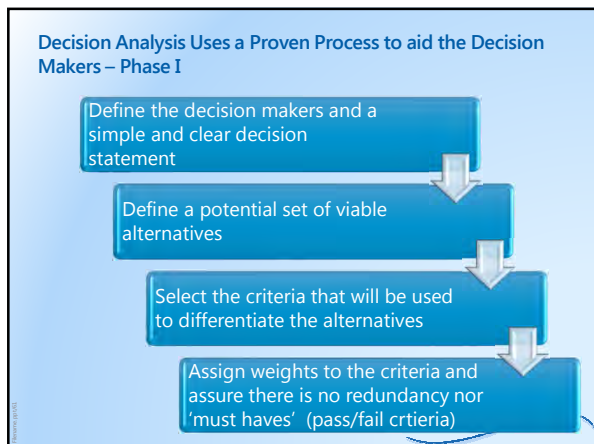 Decision Analysis Uses a Proven Process to aid the Decision
Makers – Phase I
Define the decision makers and a
simple and clear decision
statement
Define a potential set of viable
alternatives
Select the criteria that will be used
to differentiate the alternatives
Assign weights to the criteria and
assure there is no redundancy nor
'must haves' (pass/fail crtieria)